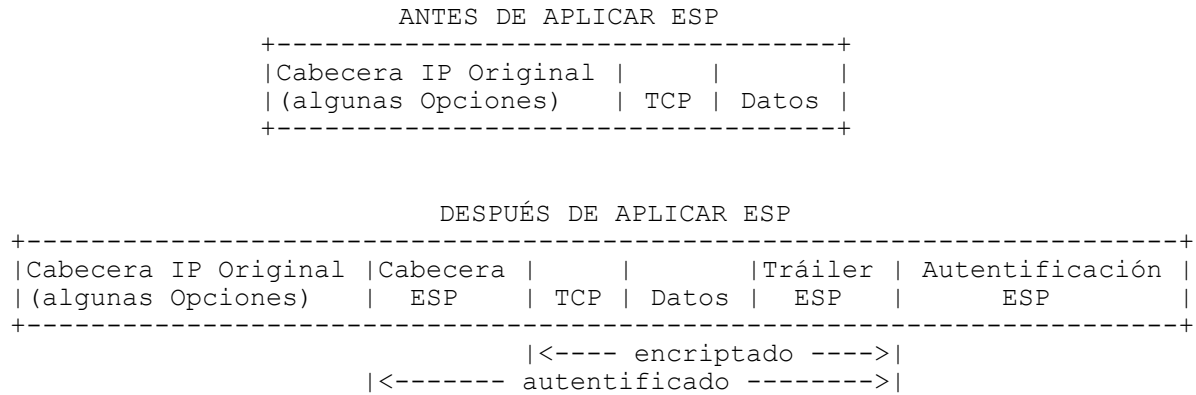 ANTES DE APLICAR ESP
+-----------------------------------+
|Cabecera IP Original |     |       |
|(algunas Opciones)   | TCP | Datos |
+-----------------------------------+
DESPUÉS DE APLICAR ESP
+------------------------------------------------------------------------+
|Cabecera IP Original |Cabecera |     |       |Tráiler | Autentificación |
|(algunas Opciones)   |  ESP    | TCP | Datos |  ESP   |      ESP        |
+------------------------------------------------------------------------+
|<---- encriptado ---->|
|<------- autentificado -------->|